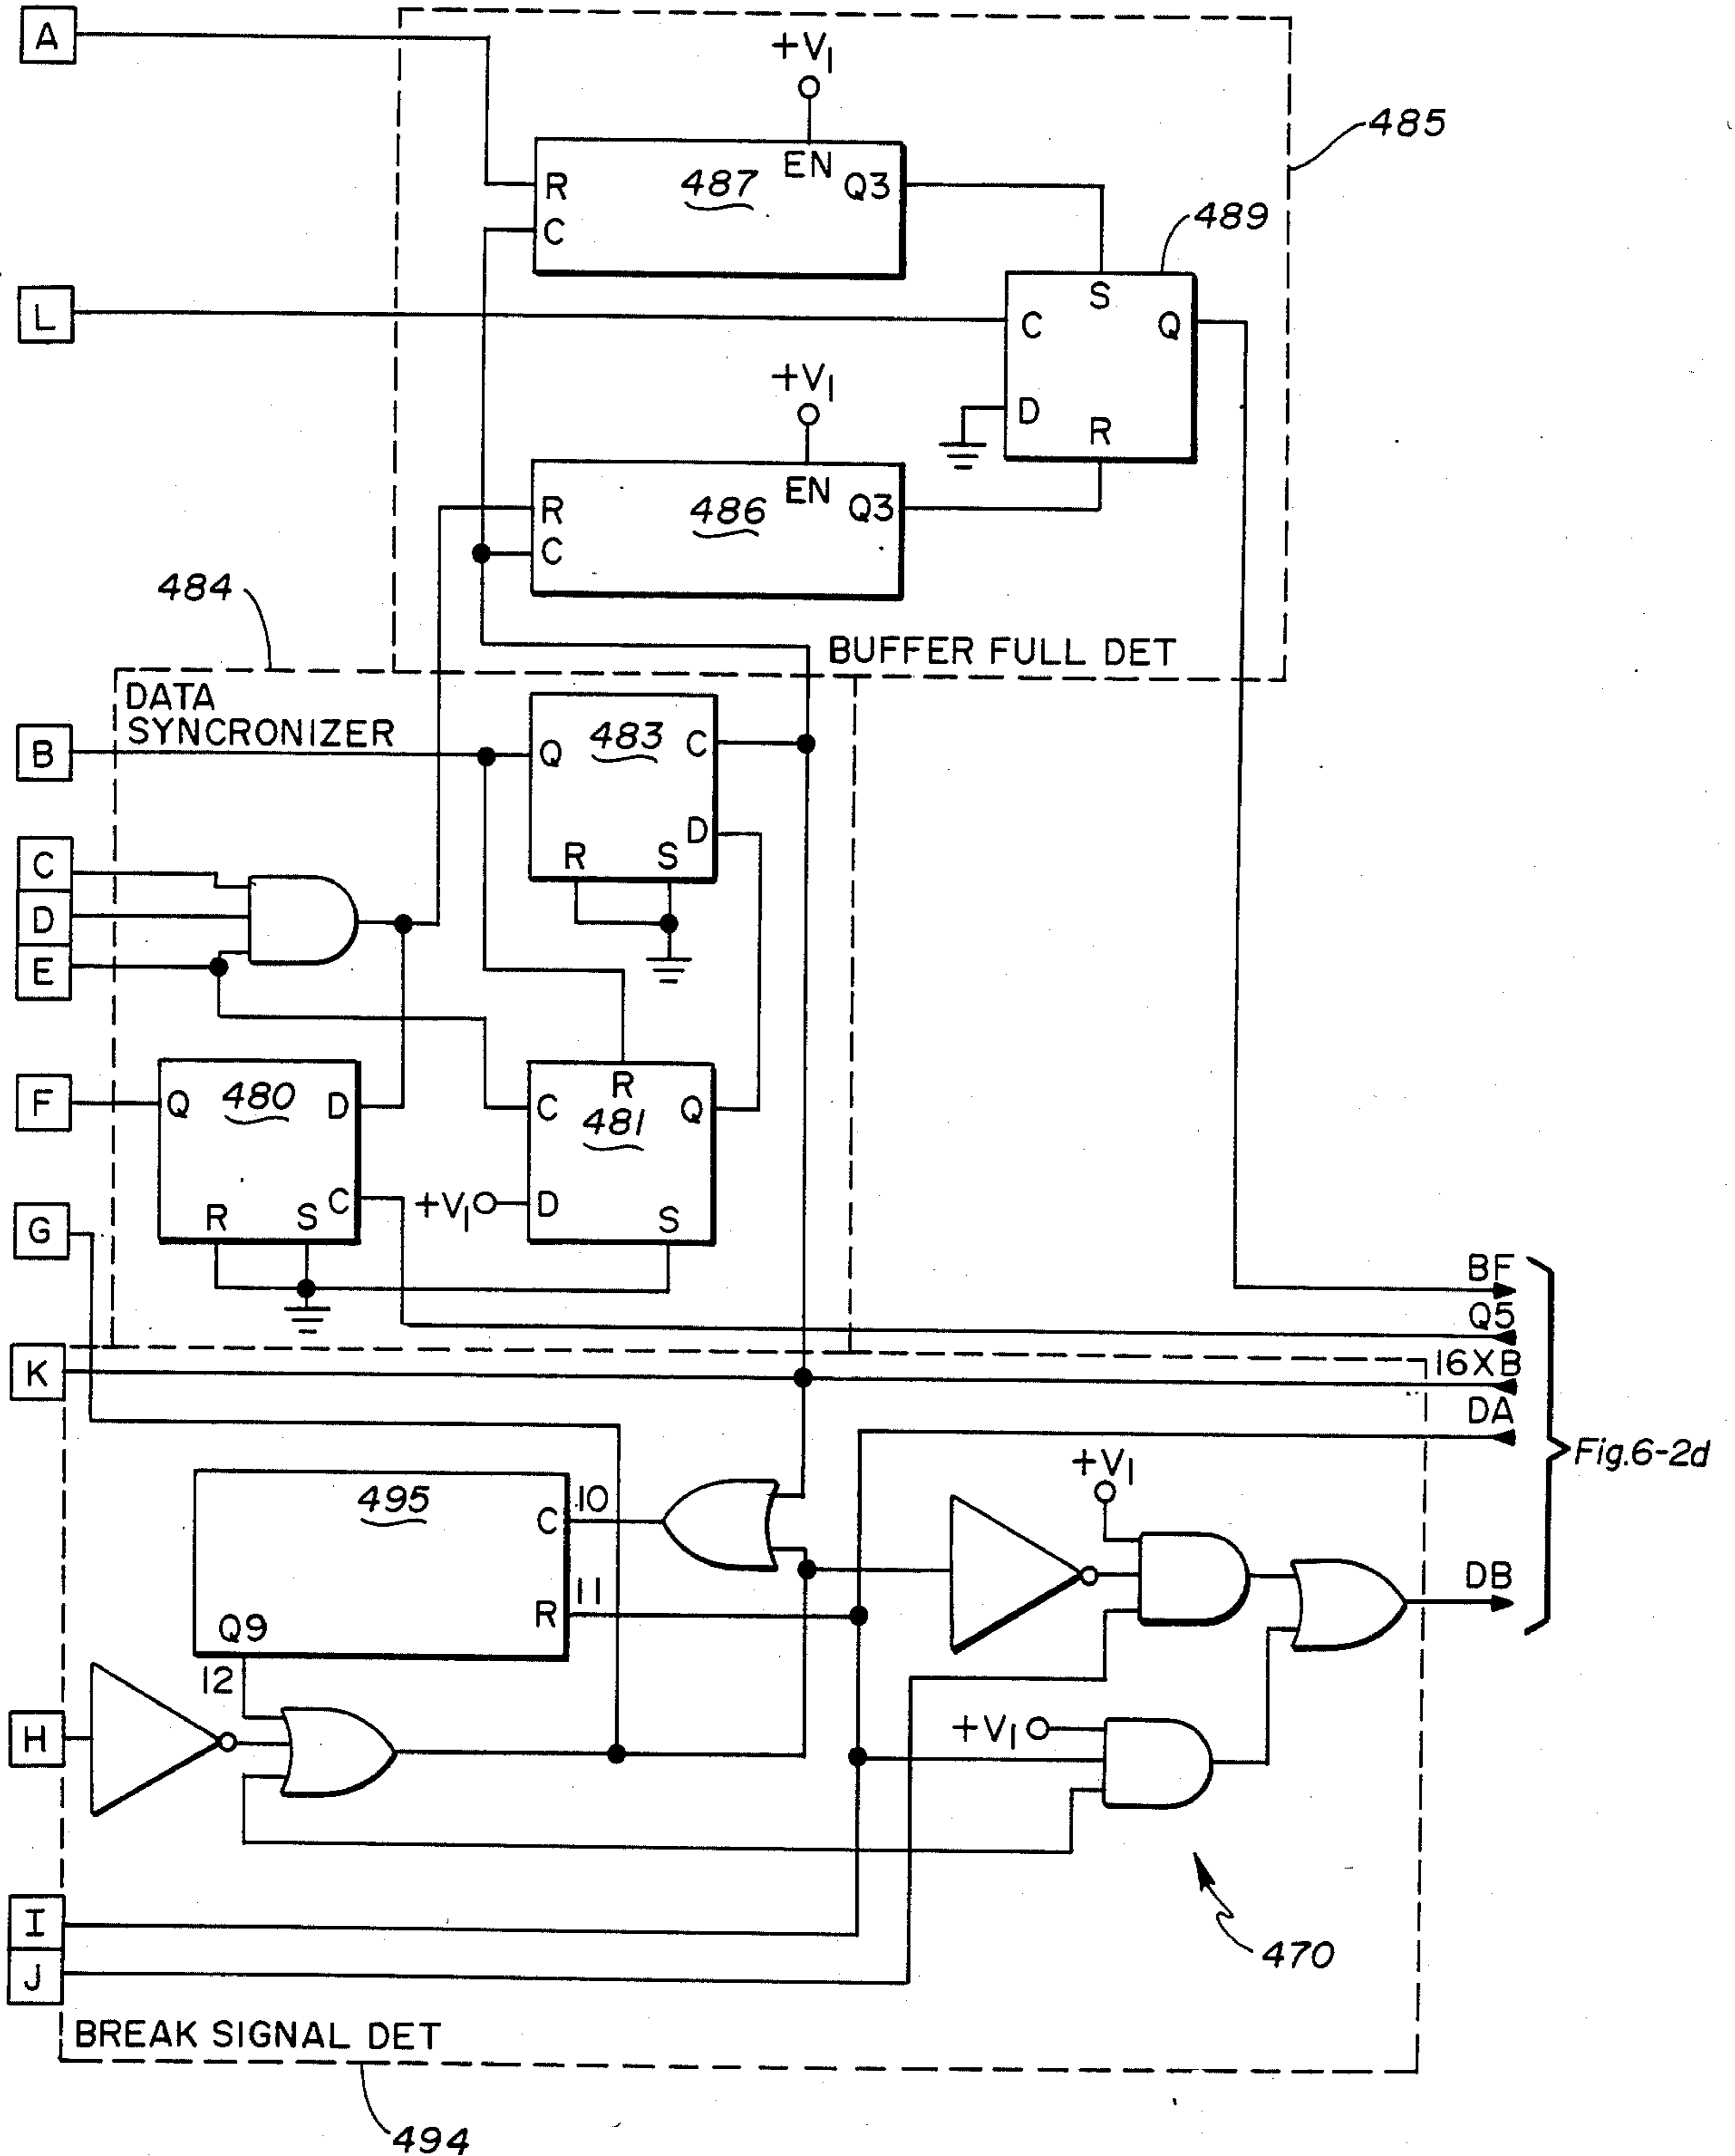 A
+V1
485
EN
487
R
Q3
C
489
L
S
C
Q
+V1
D
R
EN
R
486
Q3
C
484
BUFFER FULL DET
DATA
SYNCRONIZER
483
C
B
Q
D
C
R
S
D
E
R
F
Q
480
D
C
481
Q
C
+V1
D
G
R
S
S
BF
Q5
K
16XB
DA
Fig.6-2d
+V1
495
10
C
11
DB
R
Q9
12
H
+V1
I
470
J
BREAK SIGNAL DET
494